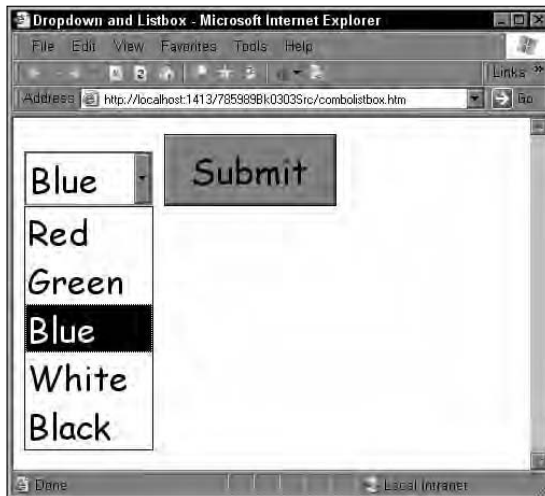 Dropdown and Listbox - Microsoft Internet Explorer
File Edit View Favorites Tools Help
Links »
Address http://localhost:1413/785989Bk0303Src/combolistbox.htm Go
Blue Submit
Red
Green
Blue
White
Black
Done Local intranet